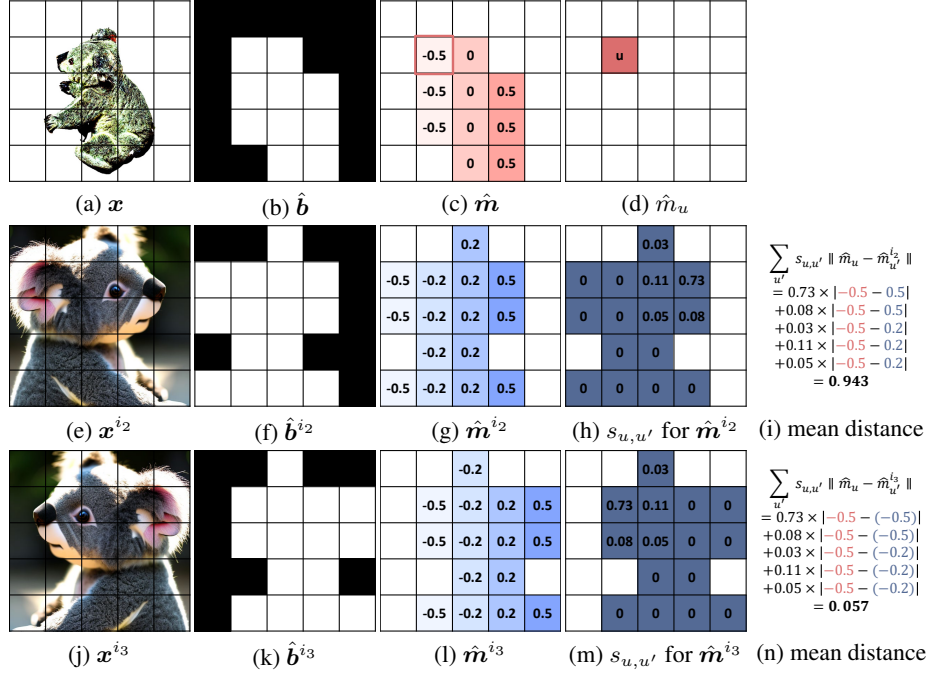 -0.5 0
-0.5 0 0.5
-0.5 0 0.5
0 0.5
u
(a) x
(b) b̂
(c) m̂
(d) m̂_u
0.2
-0.5 -0.2 0.2 0.5
-0.5 -0.2 0.2 0.5
-0.2 0.2
-0.5 -0.2 0.2 0.5
0.03
0 0 0.11 0.73
0 0 0.05 0.08
0 0
0 0 0 0
∑_{u'} s_{u,u'} ‖ m̂_u − m̂^{i_2}_{u'} ‖
= 0.73 × |−0.5 − 0.5|
+0.08 × |−0.5 − 0.5|
+0.03 × |−0.5 − 0.2|
+0.11 × |−0.5 − 0.2|
+0.05 × |−0.5 − 0.2|
= 0.943
(e) x^{i_2}
(f) b̂^{i_2}
(g) m̂^{i_2}
(h) s_{u,u'} for m̂^{i_2}
(i) mean distance
-0.2
-0.5 -0.2 0.2 0.5
-0.5 -0.2 0.2 0.5
-0.2 0.2
-0.5 -0.2 0.2 0.5
0.03
0.73 0.11 0 0
0.08 0.05 0 0
0 0
0 0 0 0
∑_{u'} s_{u,u'} ‖ m̂_u − m̂^{i_3}_{u'} ‖
= 0.73 × |−0.5 − (−0.5)|
+0.08 × |−0.5 − (−0.5)|
+0.03 × |−0.5 − (−0.2)|
+0.11 × |−0.5 − (−0.2)|
+0.05 × |−0.5 − (−0.2)|
= 0.057
(j) x^{i_3}
(k) b̂^{i_3}
(l) m̂^{i_3}
(m) s_{u,u'} for m̂^{i_3}
(n) mean distance